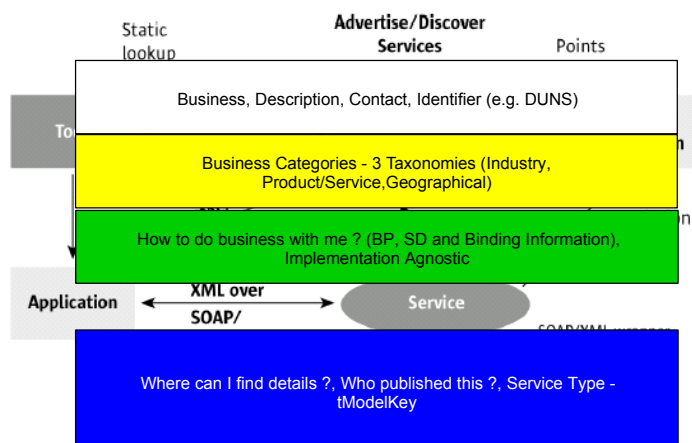 Static
lookup
Advertise/Discover
Services
Points
Business, Description, Contact, Identifier (e.g. DUNS)
Business Categories - 3 Taxonomies (Industry,
Product/Service,Geographical)
How to do business with me ? (BP, SD and Binding Information),
Implementation Agnostic
Application
XML over
SOAP/
Service
Where can I find details ?, Who published this ?, Service Type -
tModelKey